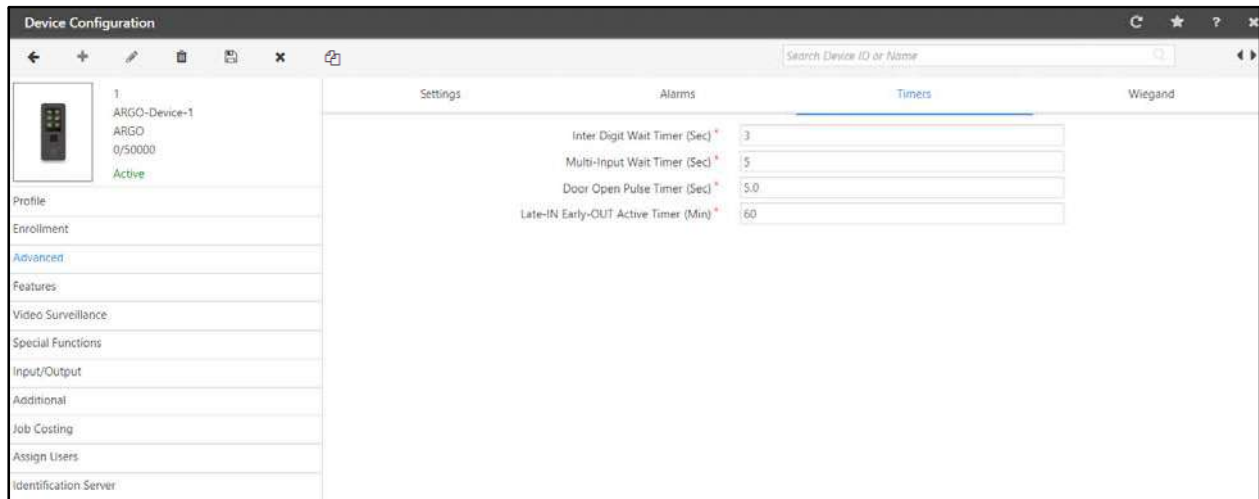 Device Configuration
Search Device ID or Name
1
ARGO-Device-1
ARGO
0/50000
Active
Profile
Enrollment
Advanced
Features
Video Surveillance
Special Functions
Input/Output
Additional
Job Costing
Assign Users
Identification Server
Settings Alarms Timers Wiegand
Inter Digit Wait Timer (Sec) * 3
Multi-Input Wait Timer (Sec) * 5
Door Open Pulse Timer (Sec) * 5.0
Late-IN Early-OUT Active Timer (Min) * 60